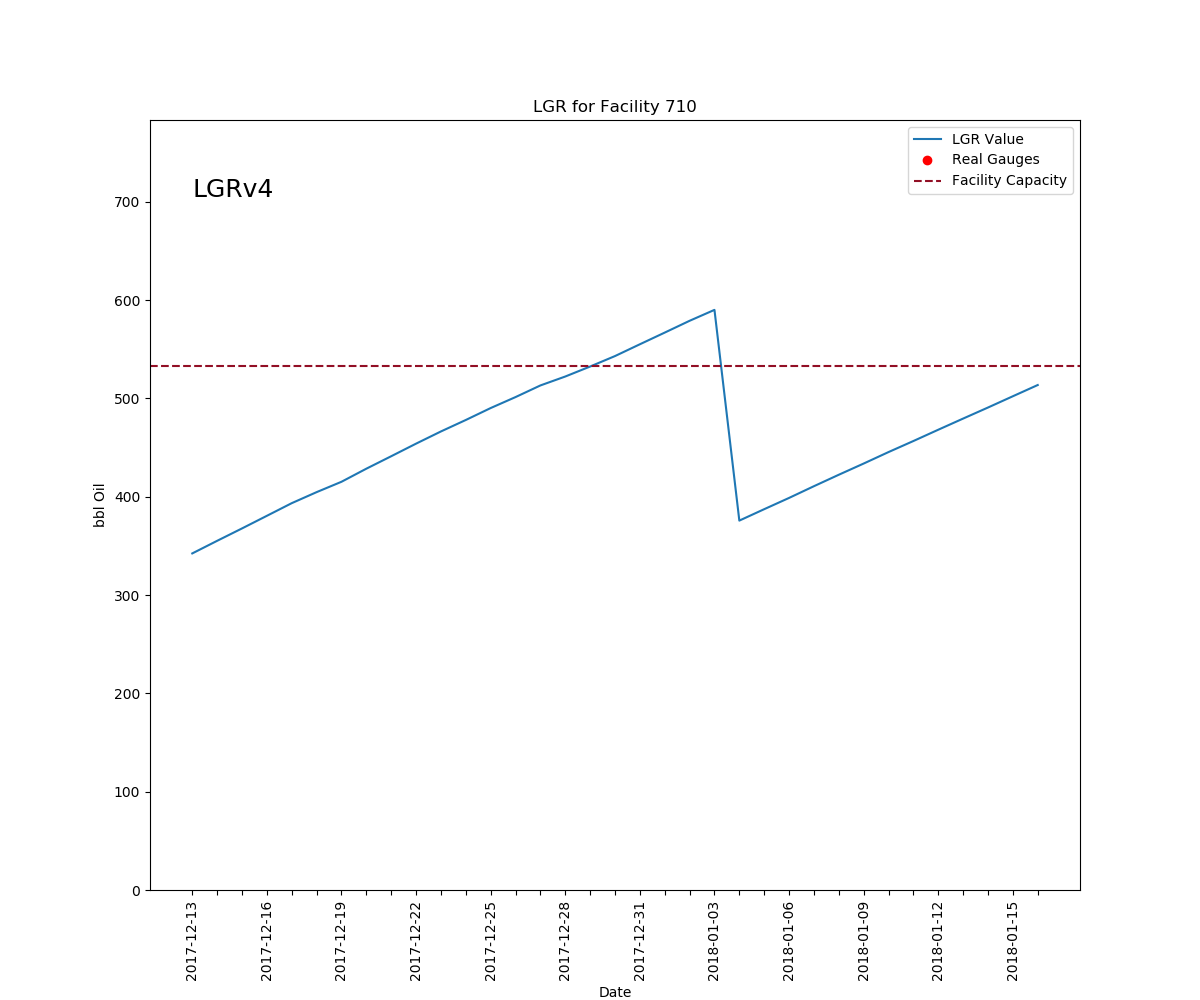 LGR for Facility 710
LGRv4
LGR Value
Real Gauges
Facility Capacity
bbl Oil
700
600
500
400
300
200
100
0
2017-12-13
2017-12-16
2017-12-19
2017-12-22
2017-12-25
2017-12-28
2017-12-31
2018-01-03
2018-01-06
2018-01-09
2018-01-12
2018-01-15
Date